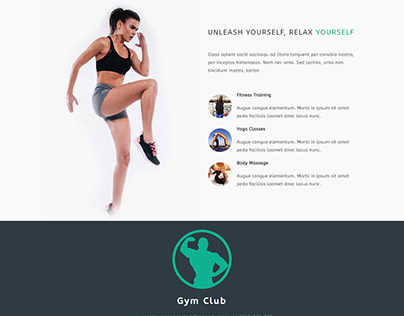 UNLEASH YOURSELF, RELAX YOURSELF
Class aptent taciti sociosqu ad litora torquent per conubia nostra,
per inceptos himenaeos. Nam nec ante. Sed lacinia, urna non
tincidunt mattis, tortor.
Fitness Training
Augue congue elementum. Morbi in ipsum sit amet
pede facilisis laoreet donec lacus nunc.
Yoga Classes
Augue congue elementum. Morbi in ipsum sit amet
pede facilisis laoreet donec lacus nunc.
Body Massage
Augue congue elementum. Morbi in ipsum sit amet
pede facilisis laoreet donec lacus nunc.
Gym Club